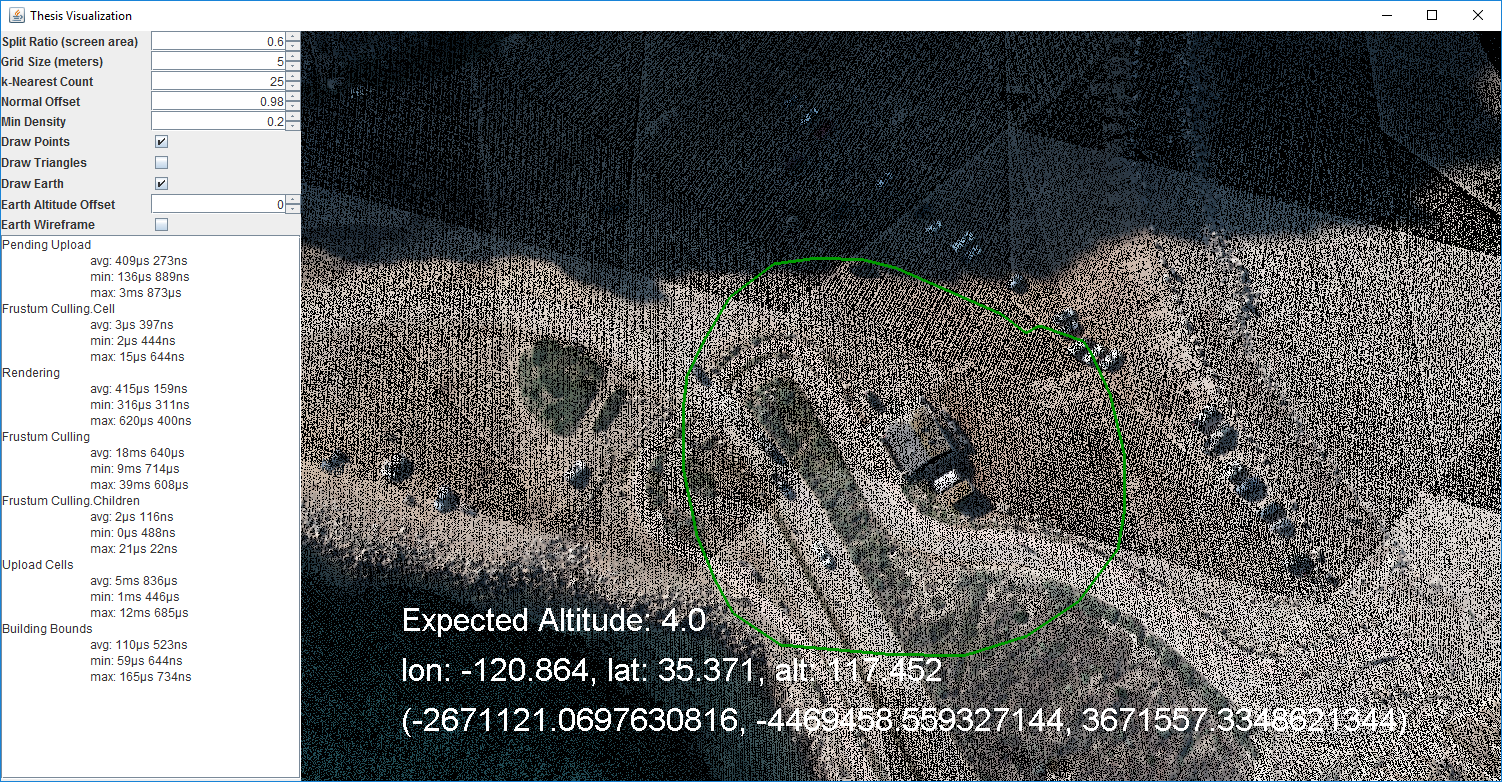 Thesis Visualization
Split Ratio (screen area) 0.6
Grid Size (meters) 5
k-Nearest Count 25
Normal Offset 0.98
Min Density 0.2
Draw Points
Draw Triangles
Draw Earth
Earth Altitude Offset 0
Earth Wireframe
Pending Upload
avg: 409µs 273ns
min: 136µs 889ns
max: 3ms 873µs
Frustum Culling.Cell
avg: 3µs 397ns
min: 2µs 444ns
max: 15µs 644ns
Rendering
avg: 415µs 159ns
min: 316µs 311ns
max: 620µs 400ns
Frustum Culling
avg: 18ms 640µs
min: 9ms 714µs
max: 39ms 608µs
Frustum Culling.Children
avg: 2µs 116ns
min: 0µs 488ns
max: 21µs 22ns
Upload Cells
avg: 5ms 836µs
min: 1ms 446µs
max: 12ms 685µs
Building Bounds
avg: 110µs 523ns
min: 59µs 644ns
max: 165µs 734ns
Expected Altitude: 4.0
lon: -120.864, lat: 35.371, alt: 117.452
(-2671121.0697630816, -4469458.559327144, 3671557.3348621344)